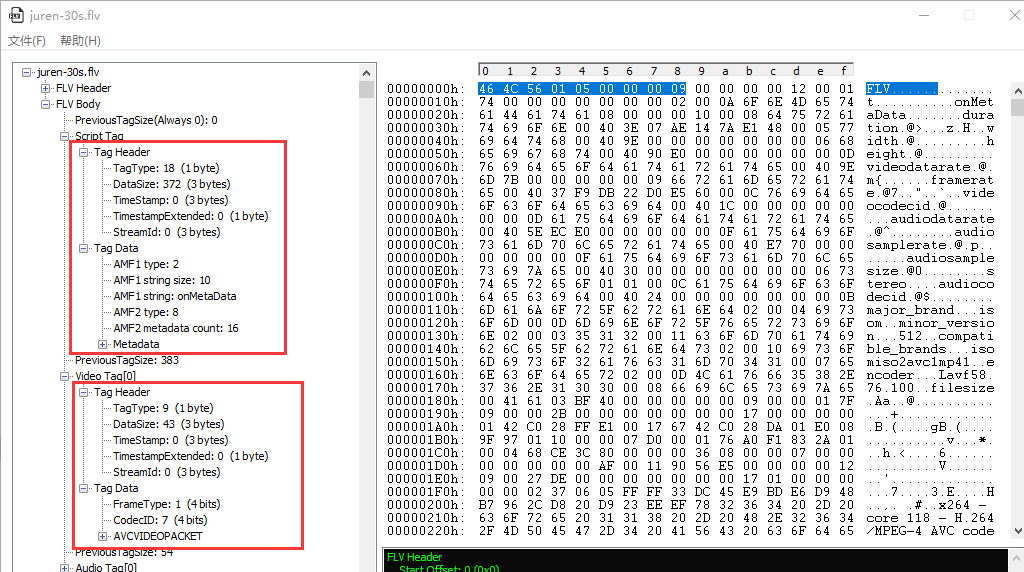 juren-30s.flv
文件(F) 帮助(H)
juren-30s.flv
FLV Header
FLV Body
PreviousTagSize(Always 0): 0
Script Tag
Tag Header
TagType: 18 (1 byte)
DataSize: 372 (3 bytes)
TimeStamp: 0 (3 bytes)
TimestampExtended: 0 (1 byte)
StreamId: 0 (3 bytes)
Tag Data
AMF1 type: 2
AMF1 string size: 10
AMF1 string: onMetaData
AMF2 type: 8
AMF2 metadata count: 16
Metadata
PreviousTagSize: 383
Video Tag[0]
Tag Header
TagType: 9 (1 byte)
DataSize: 43 (3 bytes)
TimeStamp: 0 (3 bytes)
TimestampExtended: 0 (1 byte)
StreamId: 0 (3 bytes)
Tag Data
FrameType: 1 (4 bits)
CodecID: 7 (4 bits)
AVCVIDEOPACKET
PreviousTagSize: 54
Audio Tag[0]
0 1 2 3 4 5 6 7 8 9 a b c d e f
00000000h: 46 4C 56 01 05 00 00 00 09 00 00 00 00 12 00 01 FLV.............
00000010h: 74 00 00 00 00 00 00 00 02 00 0A 6F 6E 4D 65 74 t..........onMet
00000020h: 61 44 61 74 61 08 00 00 00 10 00 08 64 75 72 61 aData.......dura
00000030h: 74 69 6F 6E 00 40 3E 07 AE 14 7A E1 48 00 05 77 tion.@>...z.H..w
00000040h: 69 64 74 68 00 40 9E 00 00 00 00 00 00 00 06 68 idth.@.........h
00000050h: 65 69 67 68 74 00 40 90 E0 00 00 00 00 00 00 0D eight.@.........
00000060h: 76 69 64 65 6F 64 61 74 61 72 61 74 65 00 40 9E videodatarate.@.
00000070h: 6D 7B 00 00 00 00 00 09 66 72 61 6D 65 72 61 74 m{......framerat
00000080h: 65 00 40 37 F9 DB 22 D0 E5 60 00 0C 76 69 64 65 e.@7.."..`..vide
00000090h: 6F 63 6F 64 65 63 69 64 00 40 1C 00 00 00 00 00 ocodecid.@......
000000A0h: 00 00 0D 61 75 64 69 6F 64 61 74 61 72 61 74 65 ...audiodatarate
000000B0h: 00 40 5E EC E0 00 00 00 00 00 0F 61 75 64 69 6F .@^........audio
000000C0h: 73 61 6D 70 6C 65 72 61 74 65 00 40 E7 70 00 00 samplerate.@.p..
000000D0h: 00 00 00 00 0F 61 75 64 69 6F 73 61 6D 70 6C 65 .....audiosample
000000E0h: 73 69 7A 65 00 40 30 00 00 00 00 00 00 00 06 73 size.@0........s
000000F0h: 74 65 72 65 6F 01 01 00 0C 61 75 64 69 6F 63 6F tereo....audioco
00000100h: 64 65 63 69 64 00 40 24 00 00 00 00 00 00 00 0B decid.@$........
00000110h: 6D 61 6A 6F 72 5F 62 72 61 6E 64 02 00 04 69 73 major_brand...is
00000120h: 6F 6D 00 0D 6D 69 6E 6F 72 5F 76 65 72 73 69 6F om..minor_versio
00000130h: 6E 02 00 03 35 31 32 00 11 63 6F 6D 70 61 74 69 n...512..compati
00000140h: 62 6C 65 5F 62 72 61 6E 64 73 02 00 10 69 73 6F ble_brands...iso
00000150h: 6D 69 73 6F 32 61 76 63 31 6D 70 34 31 00 07 65 miso2avc1mp41..e
00000160h: 6E 63 6F 64 65 72 02 00 0D 4C 61 76 66 35 38 2E ncoder...Lavf58.
00000170h: 37 36 2E 31 30 30 00 08 66 69 6C 65 73 69 7A 65 76.100..filesize
00000180h: 00 41 61 03 BF 40 00 00 00 00 00 09 00 00 01 7F .Aa..@..........
00000190h: 09 00 00 2B 00 00 00 00 00 00 00 17 00 00 00 00 ...+............
000001A0h: 01 42 C0 28 FF E1 00 17 67 42 C0 28 DA 01 E0 08 .B.(....gB.(....
000001B0h: 9F 97 01 10 00 00 07 D0 00 01 76 A0 F1 83 2A 01 ..........v...*.
000001C0h: 00 04 68 CE 3C 80 00 00 00 36 08 00 00 07 00 00 ..h.<....6......
000001D0h: 00 00 00 00 00 AF 00 11 90 56 E5 00 00 00 00 12 .........V......
000001E0h: 09 00 27 DE 00 00 00 00 00 00 00 17 01 00 00 00 ..'.............
000001F0h: 00 00 02 37 06 05 FF FF 33 DC 45 E9 BD E6 D9 48 ...7....3.E....H
00000200h: B7 96 2C D8 20 D9 23 EE EF 78 32 36 34 20 2D 20 ..,. .#..x264 -
00000210h: 63 6F 72 65 20 31 31 38 20 2D 20 48 2E 32 36 34 core 118 - H.264
00000220h: 2F 4D 50 45 47 2D 34 20 41 56 43 20 63 6F 64 65 /MPEG-4 AVC code
FLV Header
Start Offset: 0 (0x0)